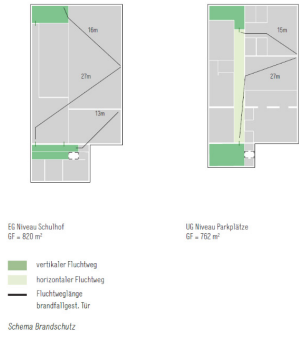 16m
27m
13m
15m
27m
EG Niveau Schulhof
GF = 820 m²
UG Niveau Parkplätze
GF = 762 m²
vertikaler Fluchtweg
horizontaler Fluchtweg
Fluchtweglänge
brandfallgest. Tür
Schema Brandschutz